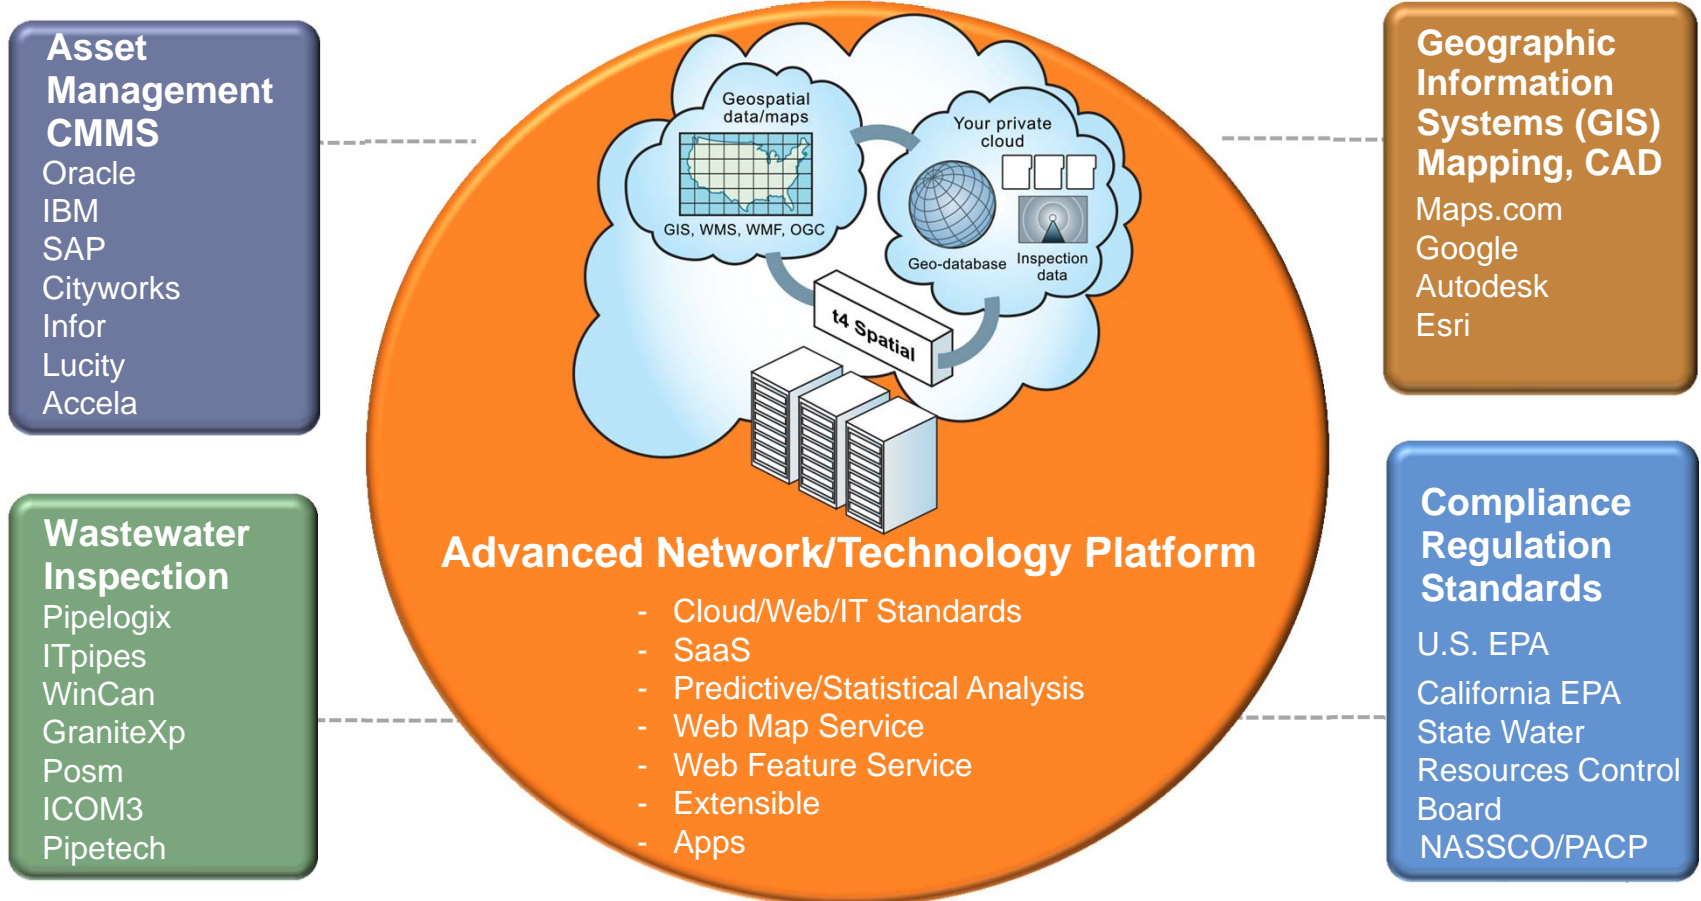 Asset
Management
CMMS
Oracle
IBM
SAP
Cityworks
Infor
Lucity
Accela
Wastewater
Inspection
Pipelogix
ITpipes
WinCan
GraniteXp
Posm
ICOM3
Pipetech
Geospatial
data/maps
GIS, WMS, WMF, OGC
Your private
cloud
Geo-database
Inspection
data
t4 Spatial
Advanced Network/Technology Platform
- Cloud/Web/IT Standards
- SaaS
- Predictive/Statistical Analysis
- Web Map Service
- Web Feature Service
- Extensible
- Apps
Geographic
Information
Systems (GIS)
Mapping, CAD
Maps.com
Google
Autodesk
Esri
Compliance
Regulation
Standards
U.S. EPA
California EPA
State Water
Resources Control
Board
NASSCO/PACP